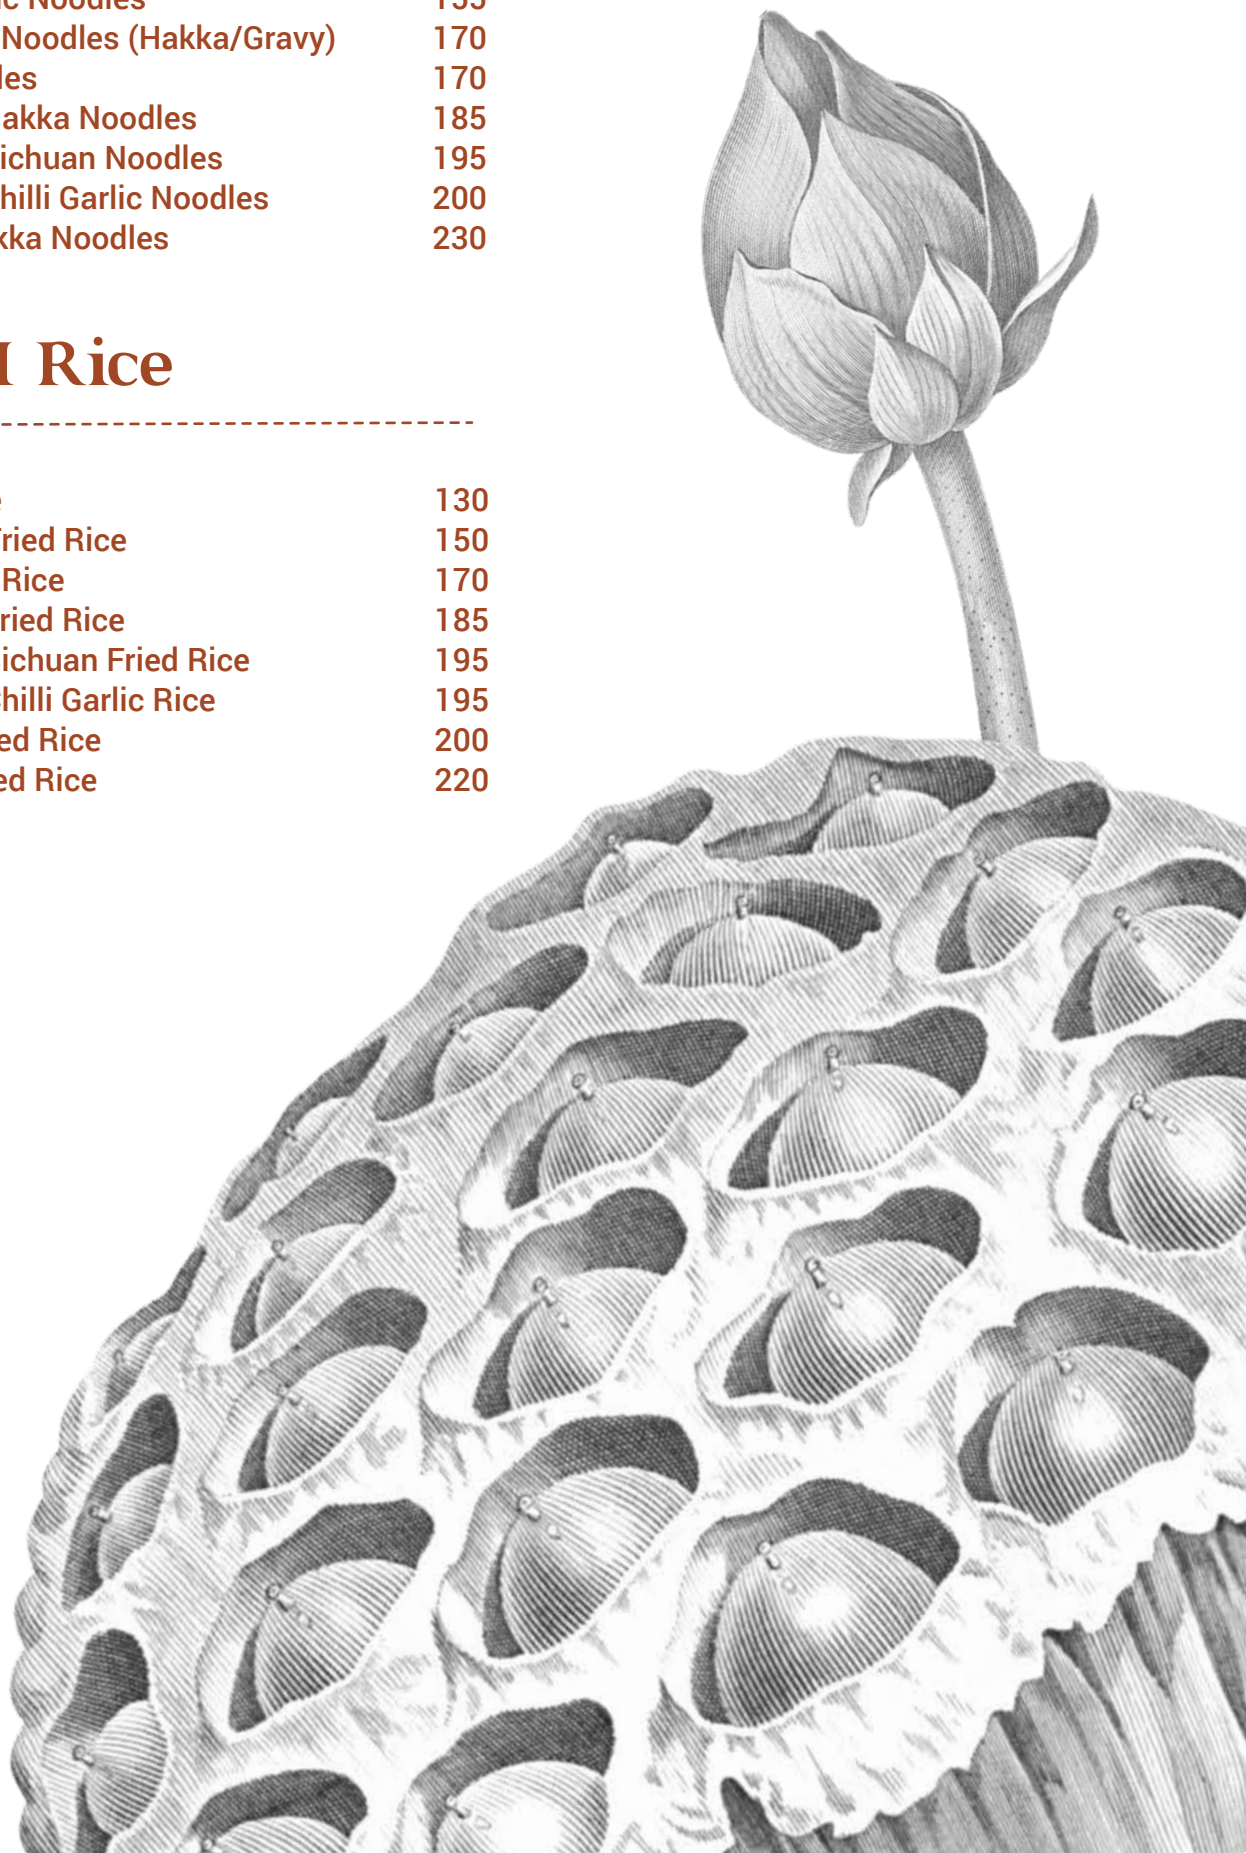 Noodles 155
Noodles (Hakka/Gravy) 170
les 170
akka Noodles 185
ichuan Noodles 195
hilli Garlic Noodles 200
kka Noodles 230
Rice
e 130
ried Rice 150
Rice 170
ried Rice 185
ichuan Fried Rice 195
hilli Garlic Rice 195
ed Rice 200
ed Rice 220